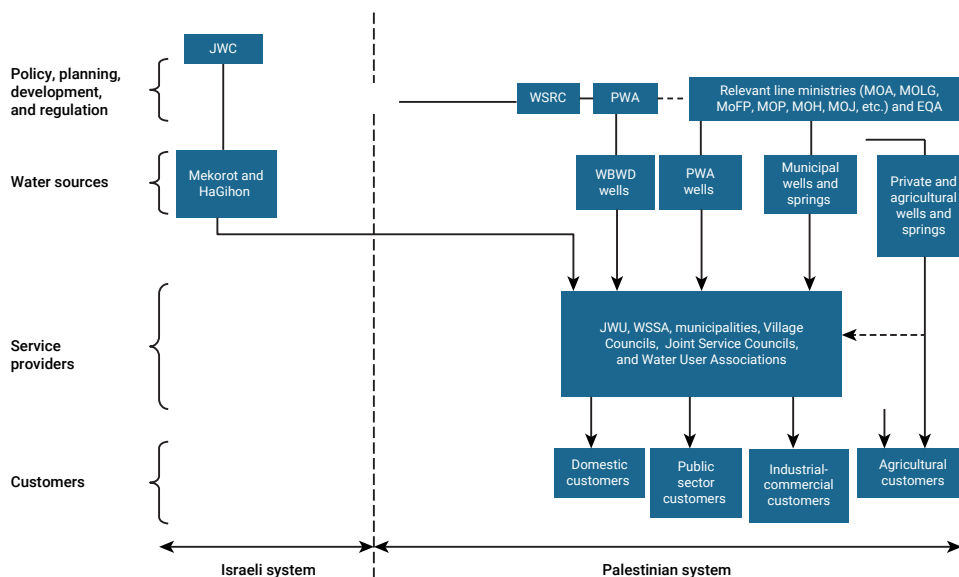 JWC
Policy, planning,
development,
and regulation
WSRC
PWA
Relevant line ministries (MOA, MOLG,
MoFP, MOP, MOH, MOJ, etc.) and EQA
Water sources
Mekorot and
HaGihon
WBWD
wells
PWA
wells
Municipal
wells and
springs
Private and
agricultural
wells and
springs
Service
providers
JWU, WSSA, municipalities, Village
Councils, Joint Service Councils,
and Water User Associations
Customers
Domestic
customers
Public
sector
customers
Industrial-
commercial
customers
Agricultural
customers
Israeli system
Palestinian system